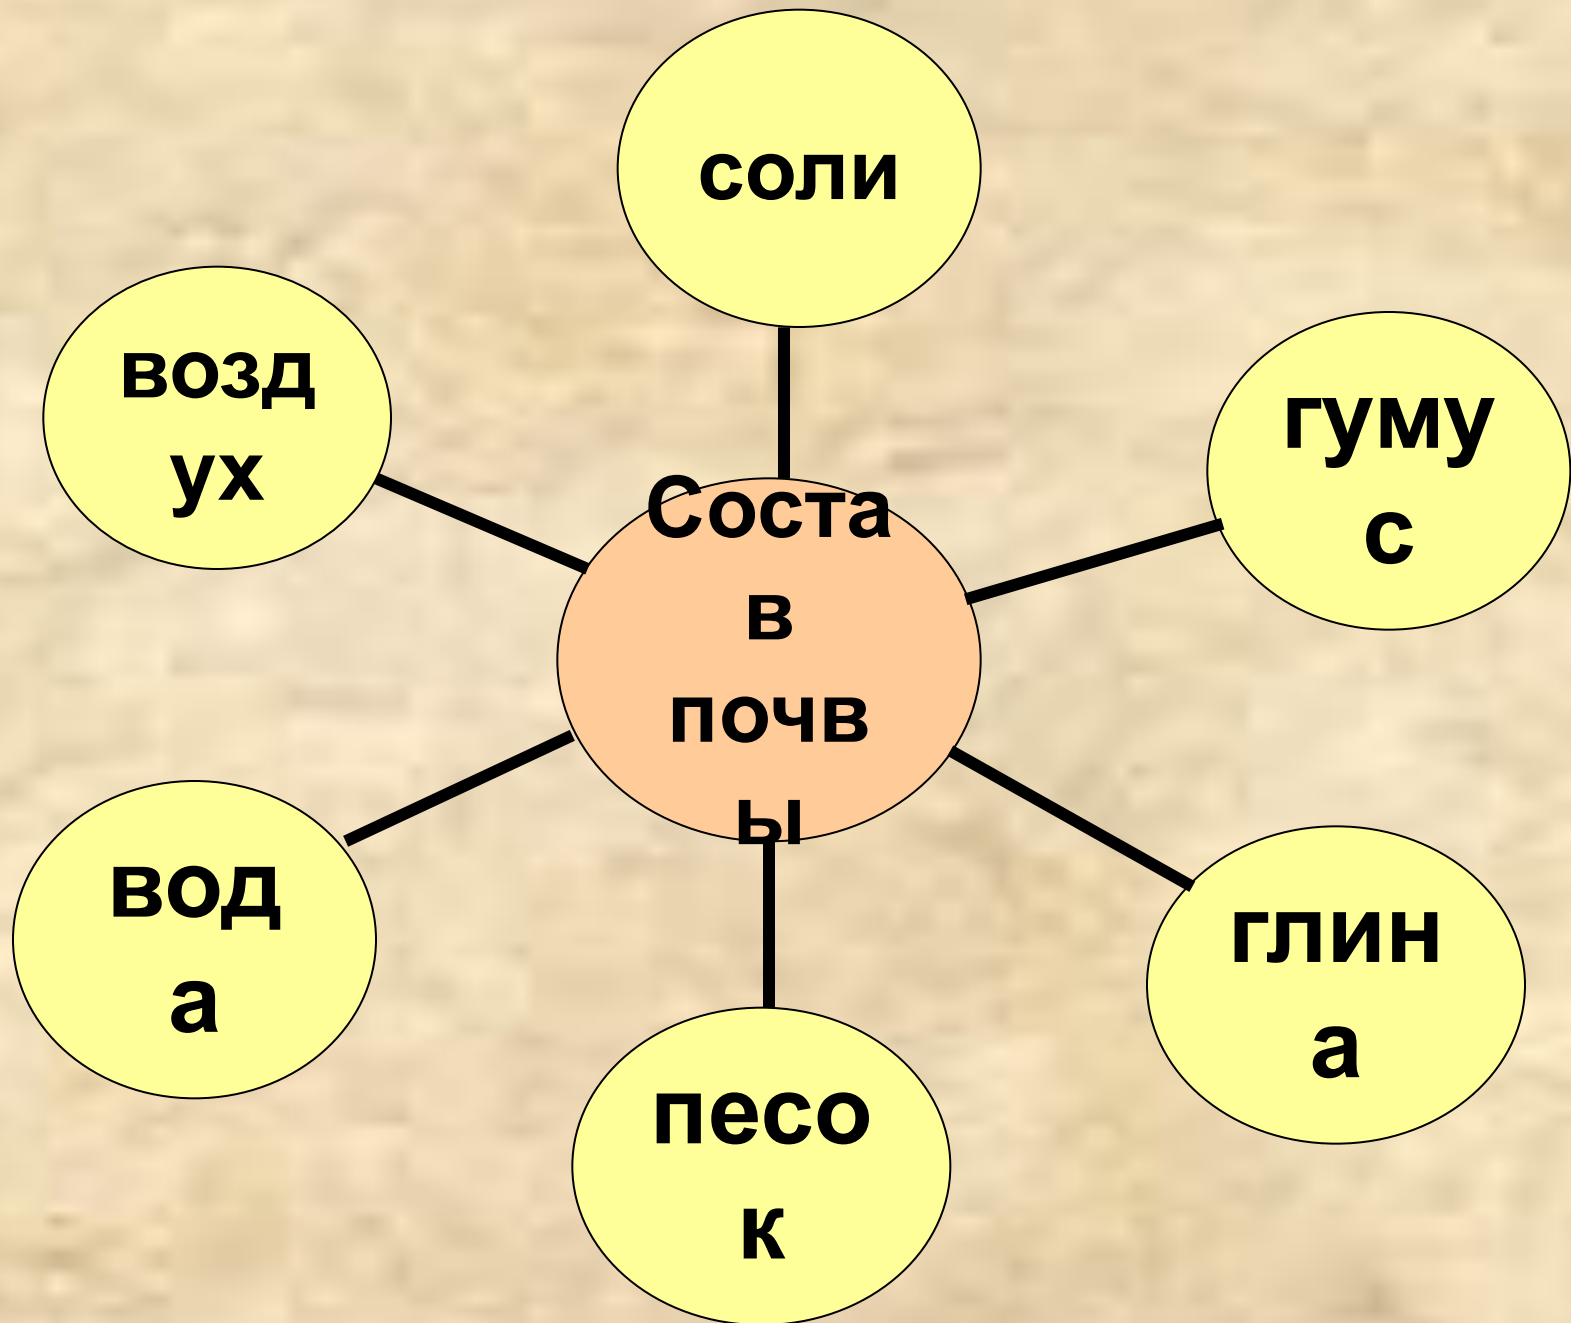 соли
возд
ух
гуму
с
Соста
в
почв
ы
вод
а
глин
а
песо
к